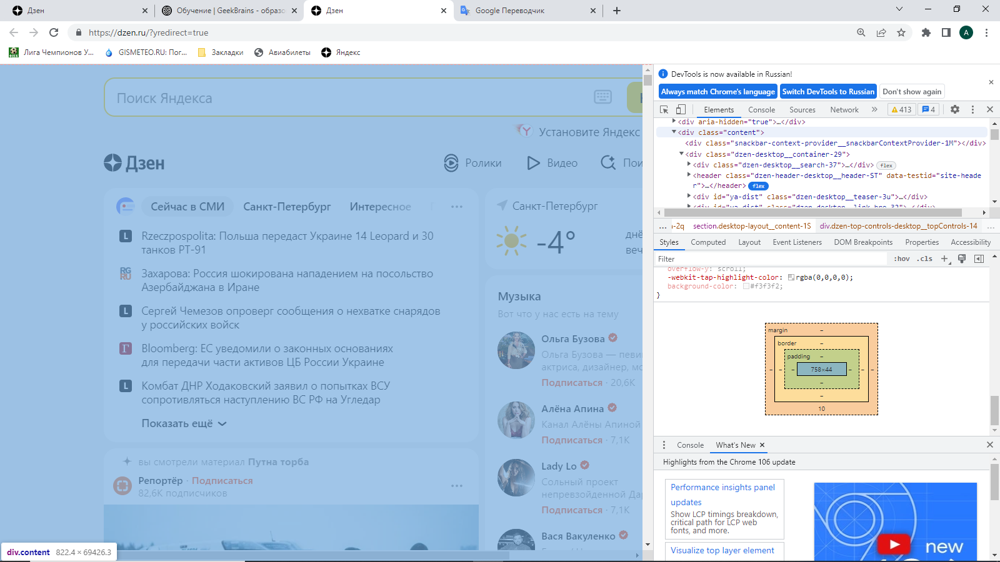 Дзен
Обучение | GeekBrains - образо
Дзен
Google Переводчик
https://dzen.ru/?yredirect=true
A
Лига Чемпионов У...
GISMETEO.RU: Пог...
Закладки
Авиабилеты
Яндекс
Поиск Яндекса
Установите Яндекс
Дзен
Ролики
Видео
Пои
Сейчас в СМИ
Санкт-Петербург
Интересное
Rzeczpospolita: Польша передаст Украине 14 Leopard и 30
танков PT-91
Захарова: Россия шокирована нападением на посольство
Азербайджана в Иране
Сергей Чемезов опроверг сообщения о нехватке снарядов
у российских войск
Bloomberg: ЕС уведомили о законных основаниях
для передачи части активов ЦБ России Украине
Комбат ДНР Ходаковский заявил о попытках ВСУ
сопротивляться наступлению ВС РФ на Угледар
Показать ещё
вы смотрели материал Путна торба
Репортёр · Подписаться
82,6K подписчиков
Санкт-Петербург
-4°
днё
веч
Музыка
Вот что у нас есть на тему
Ольга Бузова
Ольга Бузова — певи
актриса, дизайнер, мо
Подписаться · 20,6K
Алёна Апина
Канал Алёны Апиной
Подписаться · 7,1K
Lady Lo
Сольный проект
непревзойденной Дар
Подписаться · 7,1K
Вася Вакуленко
div.content 822.4 × 69426.3
DevTools is now available in Russian!
Always match Chrome's language
Switch DevTools to Russian
Don't show again
Elements
Console
Sources
Network
»
413
4
<div aria-hidden="true">…</div>
<div class="content">
<div class="snackbar-context-provider__snackbarContextProvider-1M"></div>
<div class="dzen-desktop__container-29">
<div class="dzen-desktop__search-37">…</div> flex
<header class="dzen-header-desktop__header-ST" data-testid="site-heade
r">…</header> flex
<div id="ya-dist" class="dzen-desktop__teaser-3u">…</div>
... -2q section.desktop-layout__content-1S div.dzen-top-controls-desktop__topControls-14 ...
Styles
Computed
Layout
Event Listeners
DOM Breakpoints
Properties
Accessibility
Filter
:hov .cls
overflow-y: scroll;
-webkit-tap-highlight-color: rgba(0,0,0,0);
background-color: #f3f3f2;
}
margin –
border –
padding –
– – – 758×44 – – –
–
–
10
Console
What's New
Highlights from the Chrome 106 update
Performance insights panel
updates
Show LCP timings breakdown,
critical path for LCP web
fonts, and more.
Visualize top layer element
new